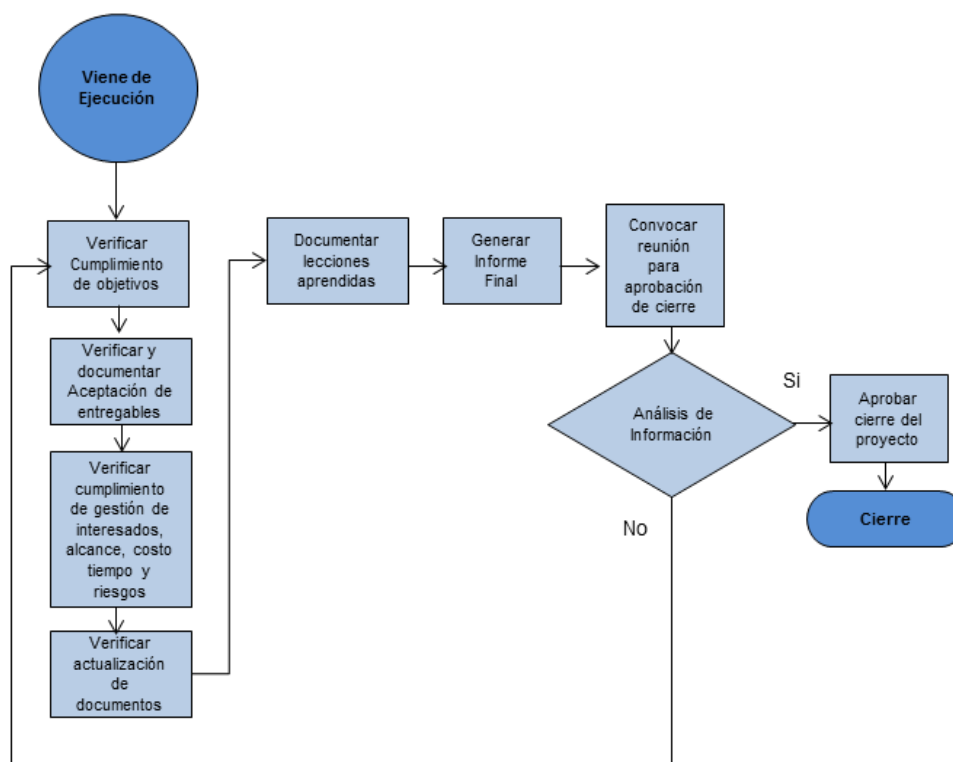 Viene de
Ejecución
Verificar
Cumplimiento
de objetivos
Verificar y
documentar
Aceptación de
entregables
Verificar
cumplimiento
de gestión de
interesados,
alcance, costo
tiempo y
riesgos
Verificar
actualización
de
documentos
Documentar
lecciones
aprendidas
Generar
Informe
Final
Convocar
reunión
para
aprobación
de cierre
Análisis de
Información
Si
No
Aprobar
cierre del
proyecto
Cierre